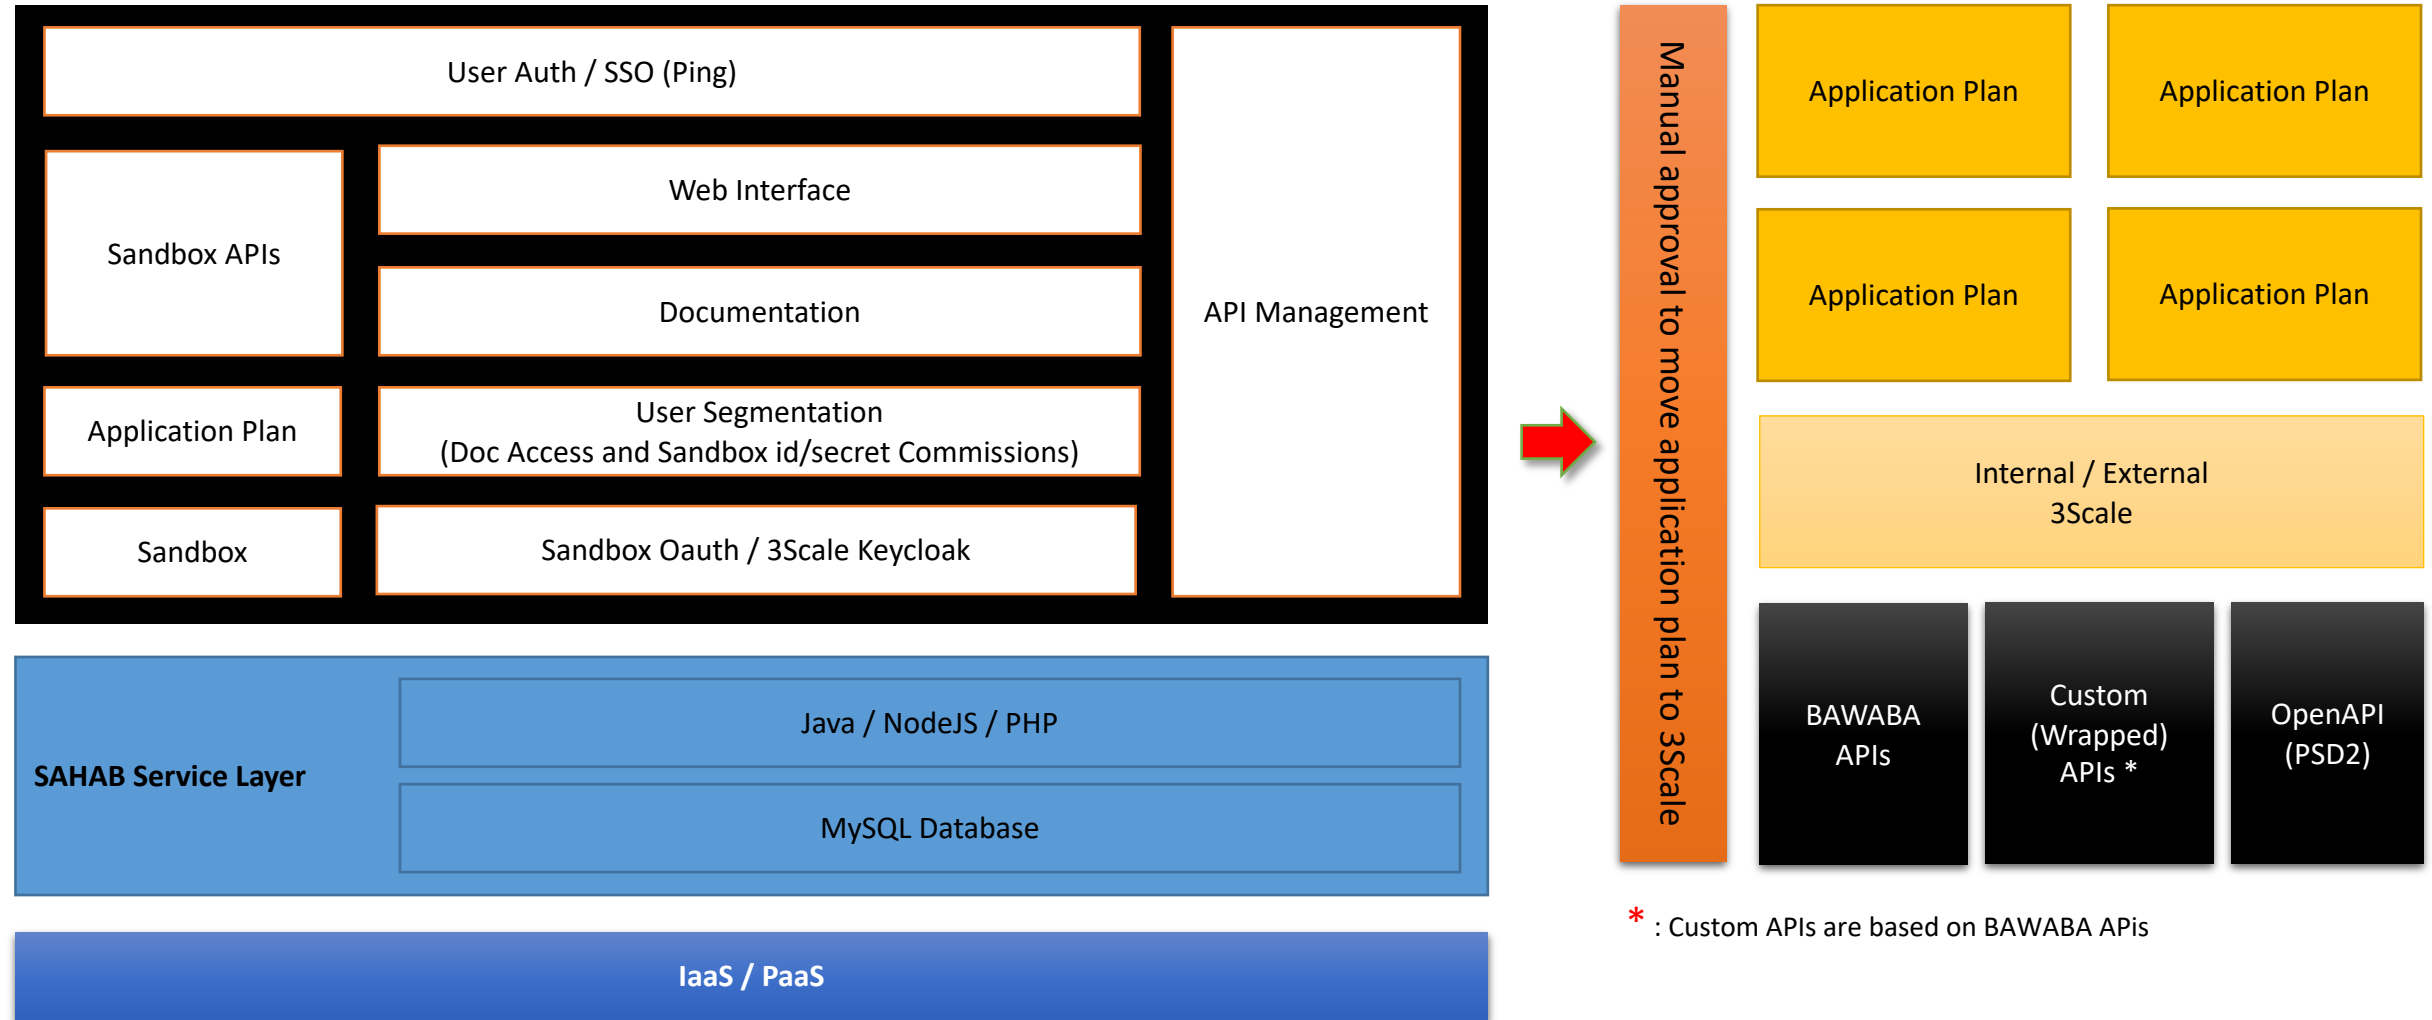 User Auth / SSO (Ping)
Sandbox APIs
Web Interface
Documentation
API Management
Application Plan
User Segmentation
(Doc Access and Sandbox id/secret Commissions)
Sandbox
Sandbox Oauth / 3Scale Keycloak
SAHAB Service Layer
Java / NodeJS / PHP
MySQL Database
IaaS / PaaS
Manual approval to move application plan to 3Scale
Application Plan
Application Plan
Application Plan
Application Plan
Internal / External
3Scale
BAWABA
APIs
Custom
(Wrapped)
APIs *
OpenAPI
(PSD2)
* : Custom APIs are based on BAWABA APis